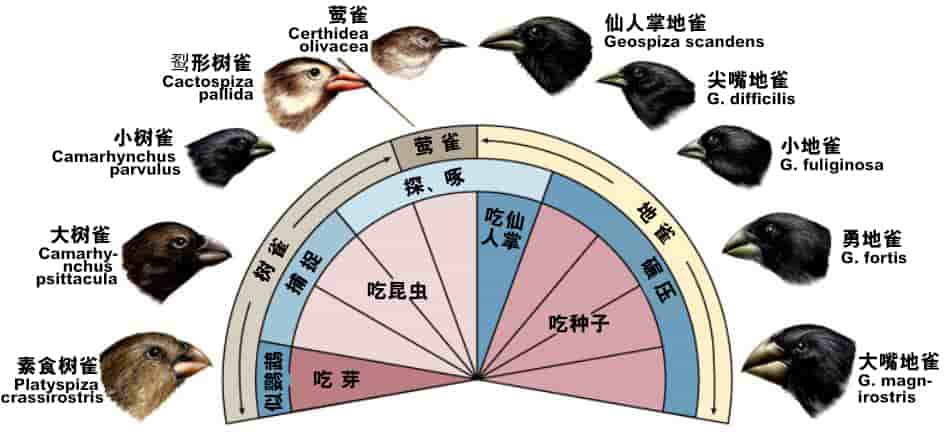 莺雀
Certhidea
olivacea
仙人掌地雀
Geospiza scandens
䴕形树雀
Cactospiza
pallida
尖嘴地雀
G. difficilis
小树雀
Camarhynchus
parvulus
小地雀
G. fuliginosa
大树雀
Camarhy-
nchus
psittacula
勇地雀
G. fortis
素食树雀
Platyspiza
crassirostris
大嘴地雀
G. magn-
irostris
莺雀
树雀
地雀
探、啄
捕捉
碾压
似鹦鹉
吃仙
人掌
吃昆虫
吃种子
吃芽